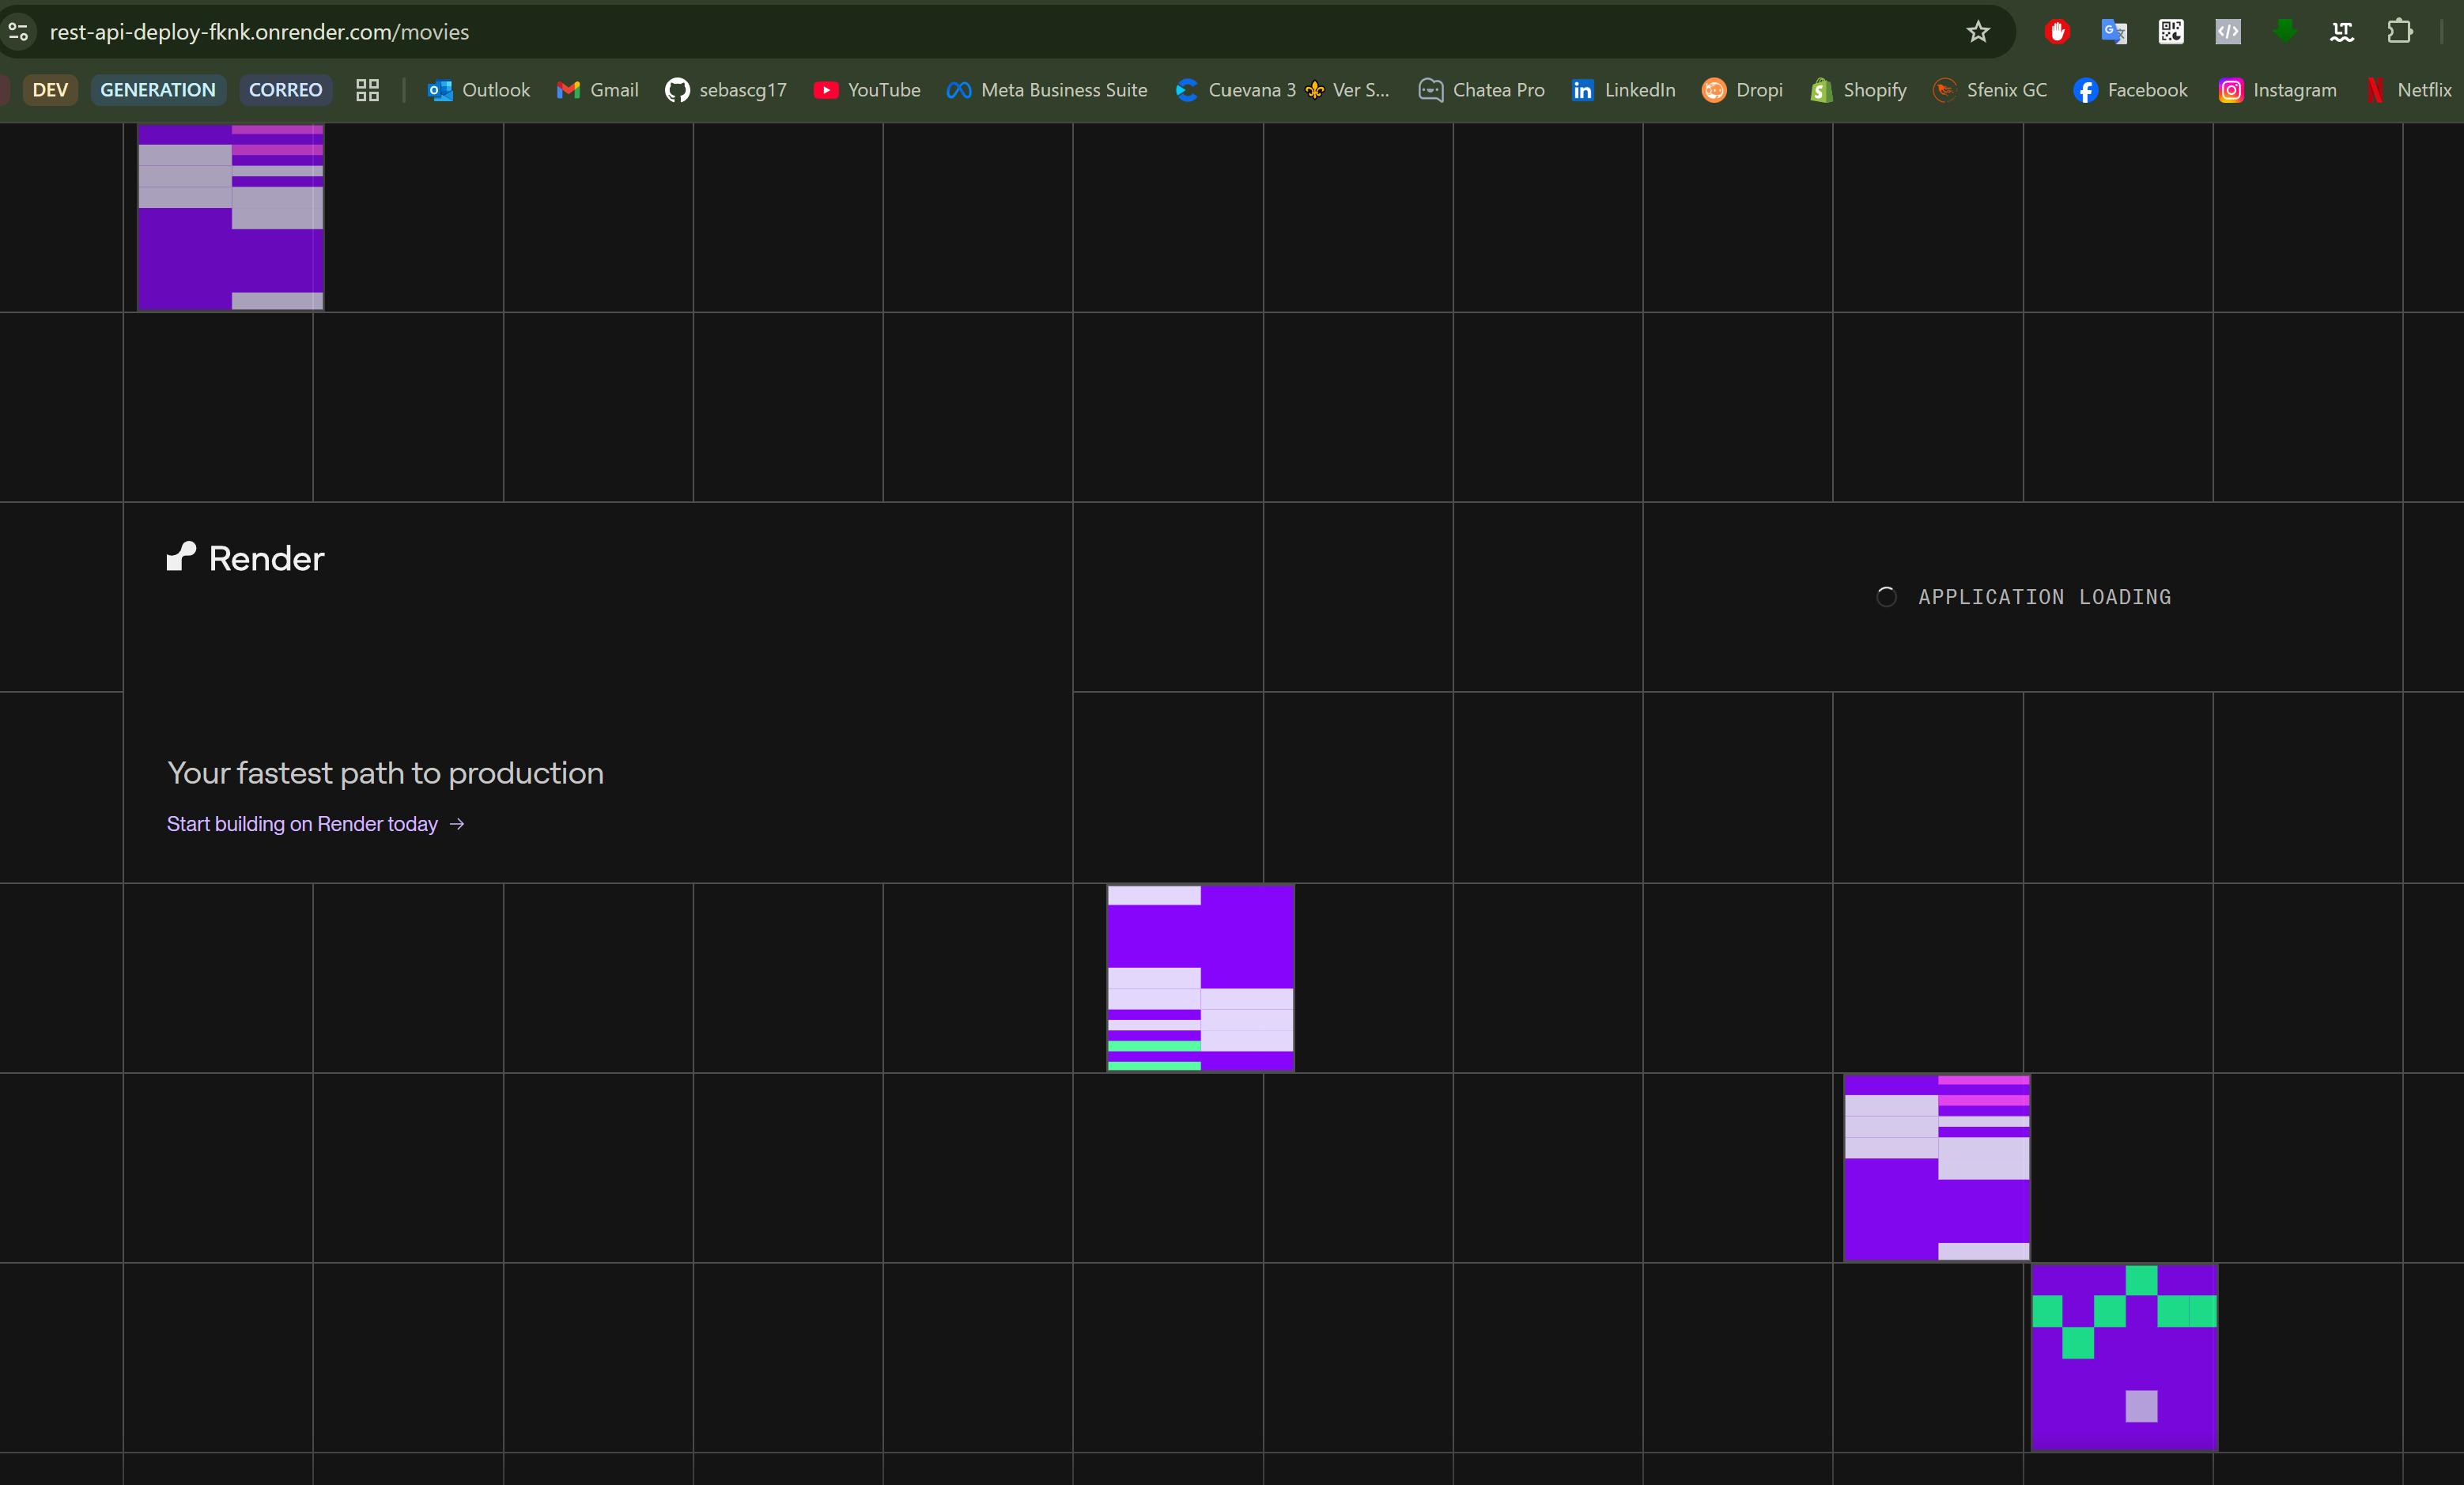 rest-api-deploy-fknk.onrender.com/movies
DEV GENERATION CORREO Outlook Gmail sebascg17 YouTube Meta Business Suite Cuevana 3 ⚜ Ver S... Chatea Pro LinkedIn Dropi Shopify Sfenix GC Facebook Instagram Netflix
Render
APPLICATION LOADING
Your fastest path to production
Start building on Render today →